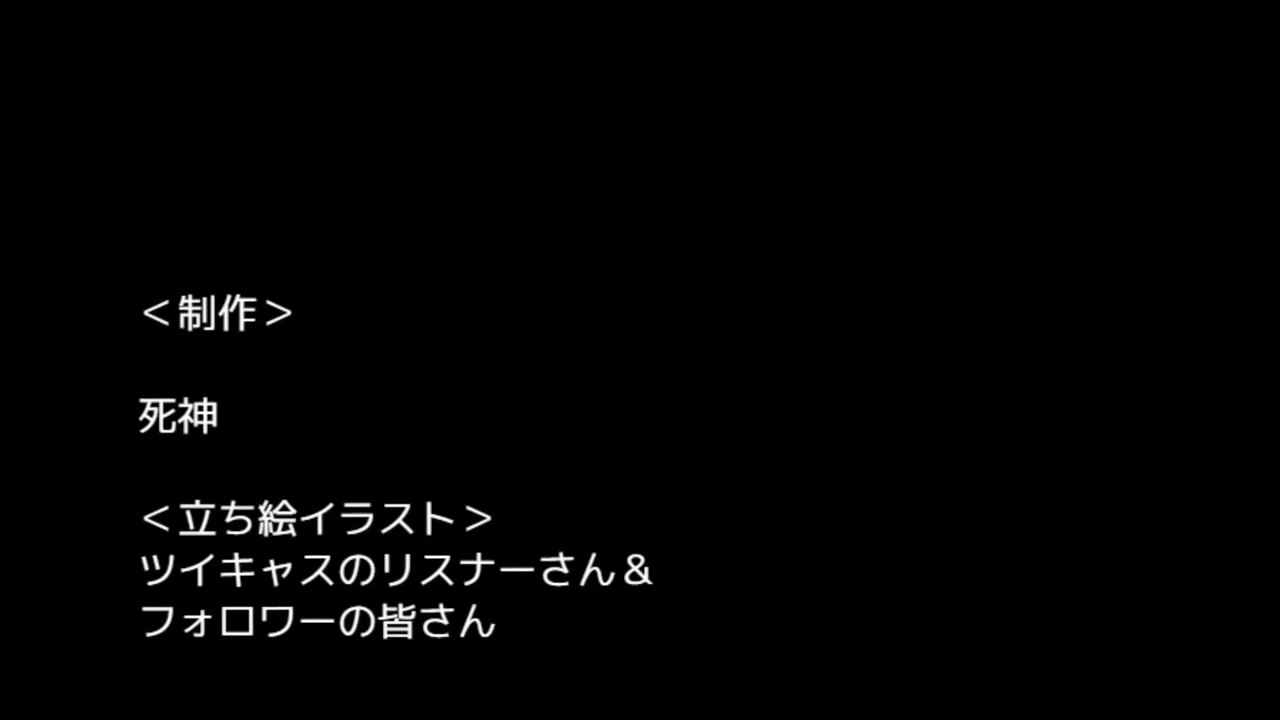 ＜制作＞
死神
＜立ち絵イラスト＞
ツイキャスのリスナーさん＆
フォロワーの皆さん